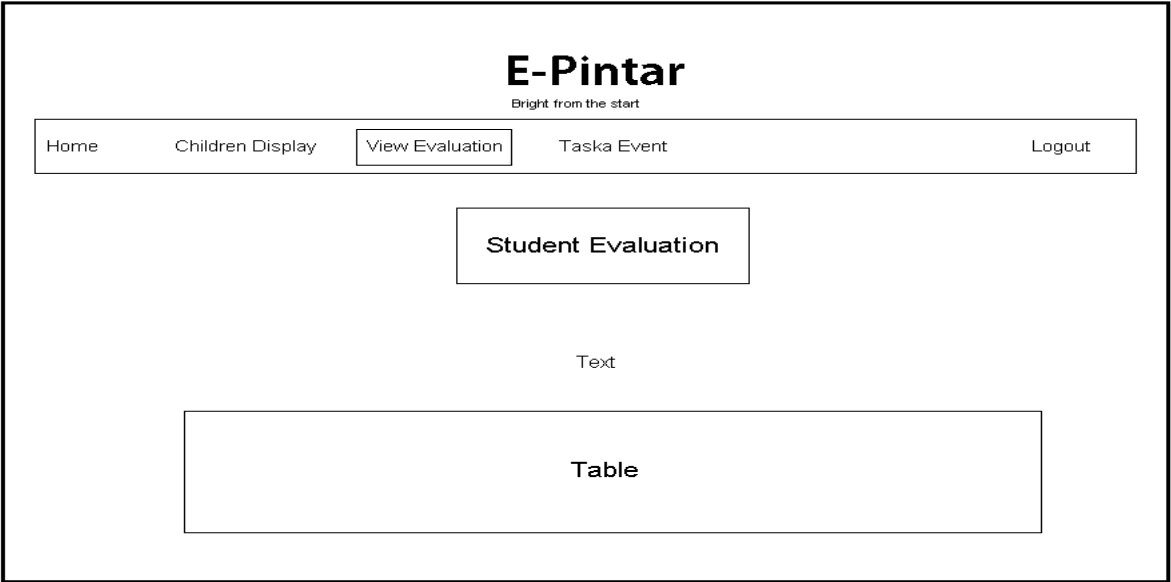 E-Pintar
Bright from the start
Home Children Display View Evaluation Taska Event Logout
Student Evaluation
Text
Table